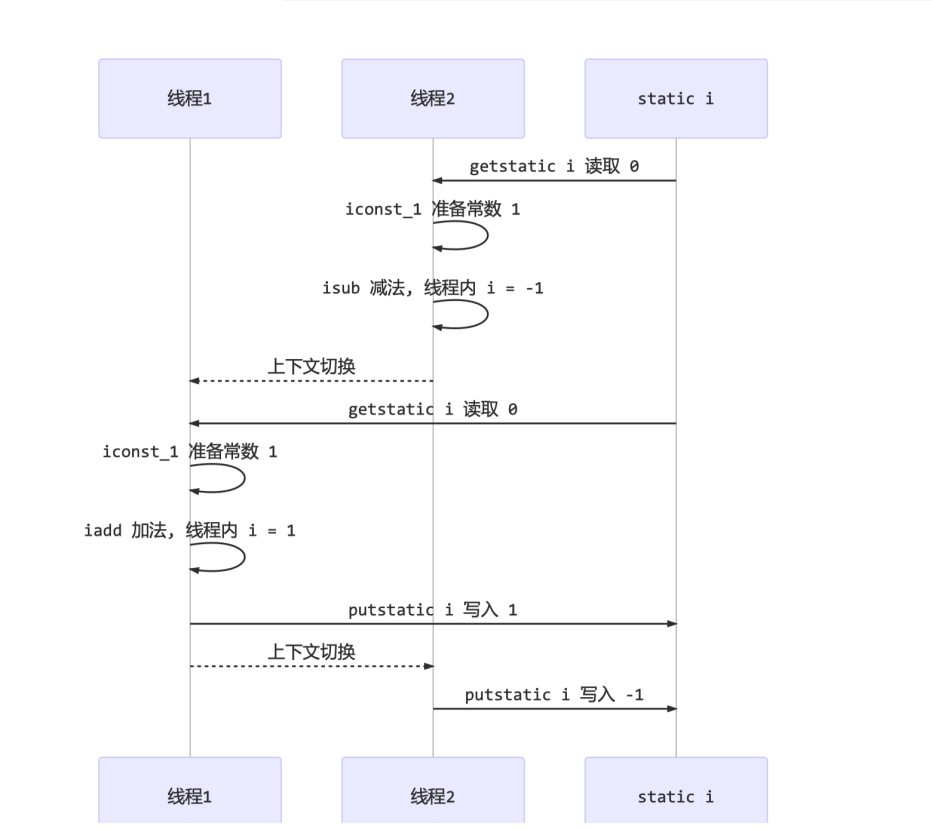 线程1
线程2
static i
getstatic i 读取 0
iconst_1 准备常数 1
isub 减法, 线程内 i = -1
上下文切换
getstatic i 读取 0
iconst_1 准备常数 1
iadd 加法, 线程内 i = 1
putstatic i 写入 1
上下文切换
putstatic i 写入 -1
线程1
线程2
static i